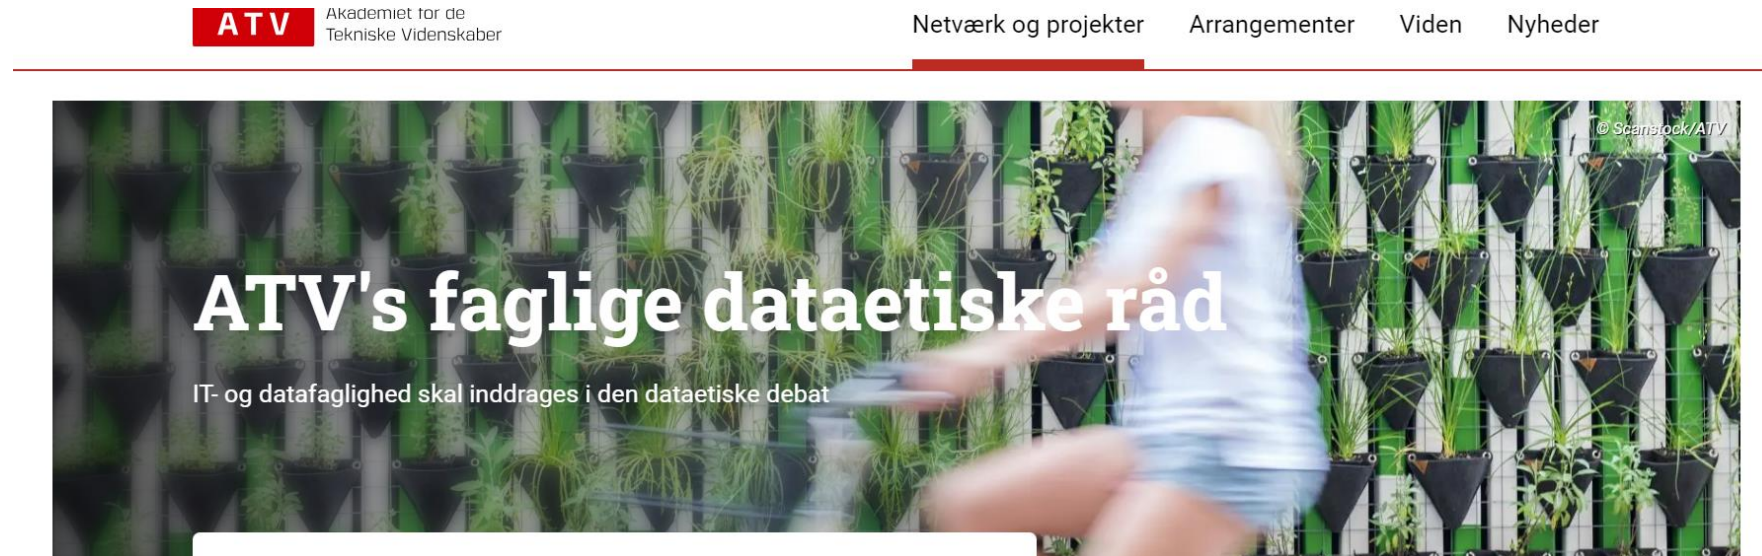 ATV
Akademiet for de
Tekniske Videnskaber
Netværk og projekter
Arrangementer
Viden
Nyheder
© Scanstock/ATV
ATV's faglige dataetiske råd
IT- og datafaglighed skal inddrages i den dataetiske debat